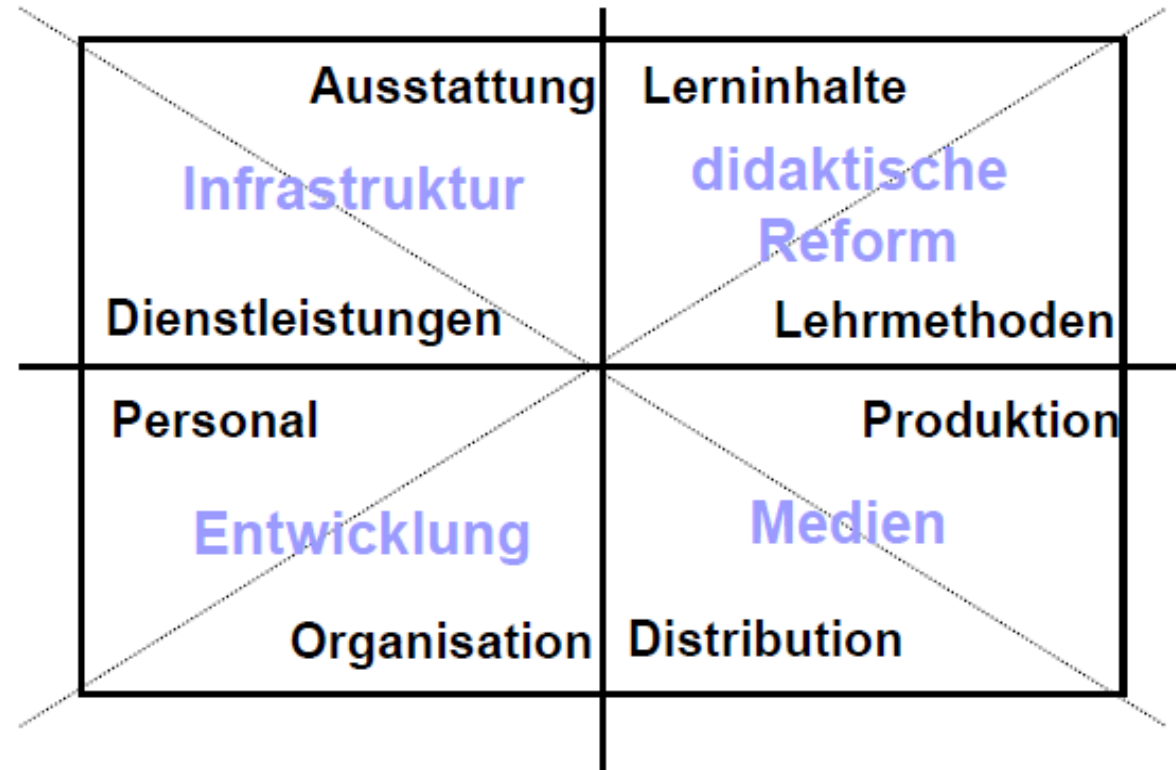 Ausstattung
Infrastruktur
Dienstleistungen
Lerninhalte
didaktische
Reform
Lehrmethoden
Personal
Entwicklung
Organisation
Produktion
Medien
Distribution